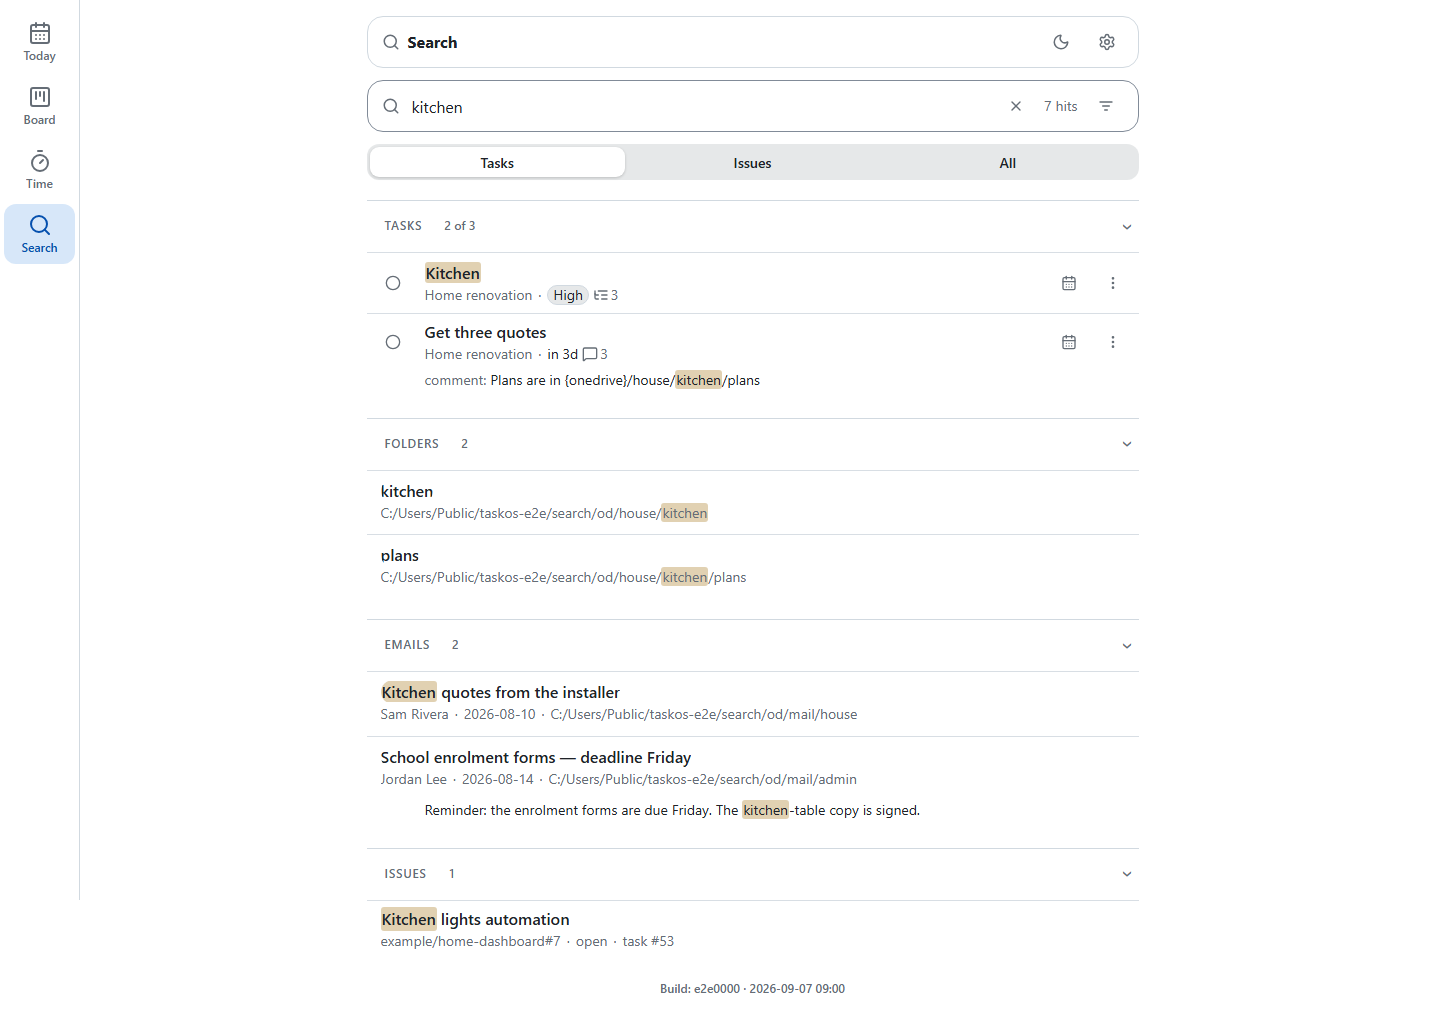 Today
Board
Time
Search
Search
kitchen
7 hits
Tasks
Issues
All
TASKS 2 of 3
Kitchen
Home renovation · High 3
Get three quotes
Home renovation · in 3d 3
comment: Plans are in {onedrive}/house/kitchen/plans
FOLDERS 2
kitchen
C:/Users/Public/taskos-e2e/search/od/house/kitchen
plans
C:/Users/Public/taskos-e2e/search/od/house/kitchen/plans
EMAILS 2
Kitchen quotes from the installer
Sam Rivera · 2026-08-10 · C:/Users/Public/taskos-e2e/search/od/mail/house
School enrolment forms — deadline Friday
Jordan Lee · 2026-08-14 · C:/Users/Public/taskos-e2e/search/od/mail/admin
Reminder: the enrolment forms are due Friday. The kitchen-table copy is signed.
ISSUES 1
Kitchen lights automation
example/home-dashboard#7 · open · task #53
Build: e2e0000 · 2026-09-07 09:00